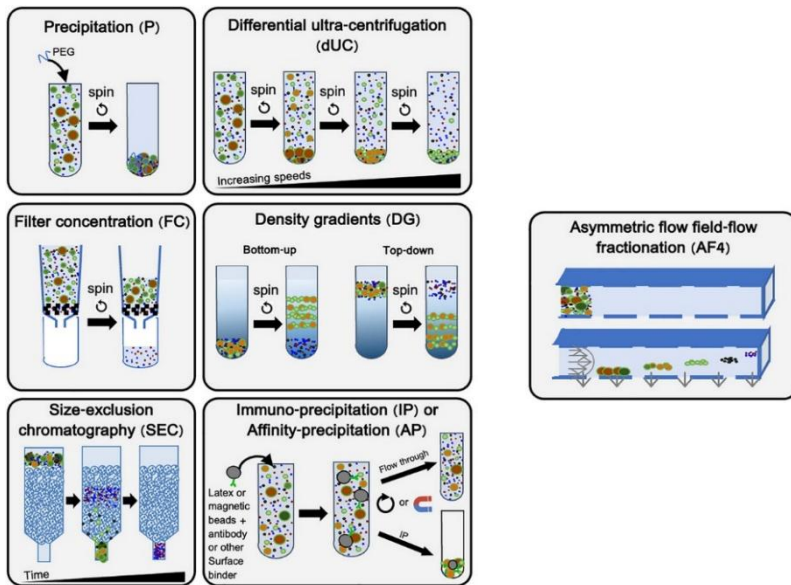 Precipitation (P)
PEG
spin
Differential ultra-centrifugation
(dUC)
spin
spin
spin
Increasing speeds
Filter concentration (FC)
spin
Density gradients (DG)
Bottom-up
Top-down
spin
spin
Asymmetric flow field-flow
fractionation (AF4)
Size-exclusion
chromatography (SEC)
Time
Immuno-precipitation (IP) or
Affinity-precipitation (AP)
Latex or
magnetic
beads +
antibody
or other
Surface
binder
Flow through
or
IP